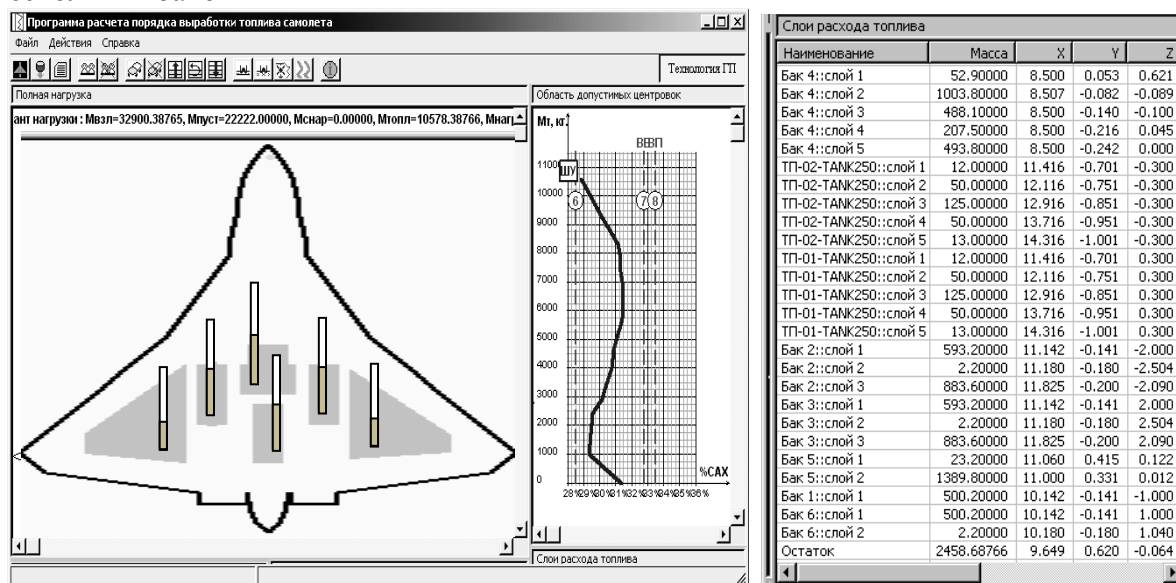 Программа расчета порядка выработки топлива самолета
Файл Действия Справка
Технология ГП
Полная нагрузка
Область допустимых центровок
ант нагрузки : Мвзл=32900.38765, Мпуст=22222.00000, Мснар=0.00000, Мтопл=10578.38766, Мнаг
Мт, кг
ВПП
ШУ
6
7
8
11000
10000
9000
8000
7000
6000
5000
4000
3000
2000
1000
0
%САХ
Слои расхода топлива
Слои расхода топлива
Наименование Масса X Y Z
Бак 4::слой 1 52.90000 8.500 0.053 0.621
Бак 4::слой 2 1003.80000 8.507 -0.082 -0.089
Бак 4::слой 3 488.10000 8.500 -0.140 -0.100
Бак 4::слой 4 207.50000 8.500 -0.216 0.045
Бак 4::слой 5 493.80000 8.500 -0.242 0.000
ТП-02-TANK250::слой 1 12.00000 11.416 -0.701 -0.300
ТП-02-TANK250::слой 2 50.00000 12.116 -0.751 -0.300
ТП-02-TANK250::слой 3 125.00000 12.916 -0.851 -0.300
ТП-02-TANK250::слой 4 50.00000 13.716 -0.951 -0.300
ТП-02-TANK250::слой 5 13.00000 14.316 -1.001 -0.300
ТП-01-TANK250::слой 1 12.00000 11.416 -0.701 0.300
ТП-01-TANK250::слой 2 50.00000 12.116 -0.751 0.300
ТП-01-TANK250::слой 3 125.00000 12.916 -0.851 0.300
ТП-01-TANK250::слой 4 50.00000 13.716 -0.951 0.300
ТП-01-TANK250::слой 5 13.00000 14.316 -1.001 0.300
Бак 2::слой 1 593.20000 11.142 -0.141 -2.000
Бак 2::слой 2 2.20000 11.180 -0.180 -2.504
Бак 2::слой 3 883.60000 11.825 -0.200 -2.090
Бак 3::слой 1 593.20000 11.142 -0.141 2.000
Бак 3::слой 2 2.20000 11.180 -0.180 2.504
Бак 3::слой 3 883.60000 11.825 -0.200 2.090
Бак 5::слой 1 23.20000 11.060 0.415 0.122
Бак 5::слой 2 1389.80000 11.000 0.331 0.012
Бак 1::слой 1 500.20000 10.142 -0.141 -1.000
Бак 6::слой 1 500.20000 10.142 -0.141 1.000
Бак 6::слой 2 2.20000 10.180 -0.180 1.040
Остаток 2458.68766 9.649 0.620 -0.064